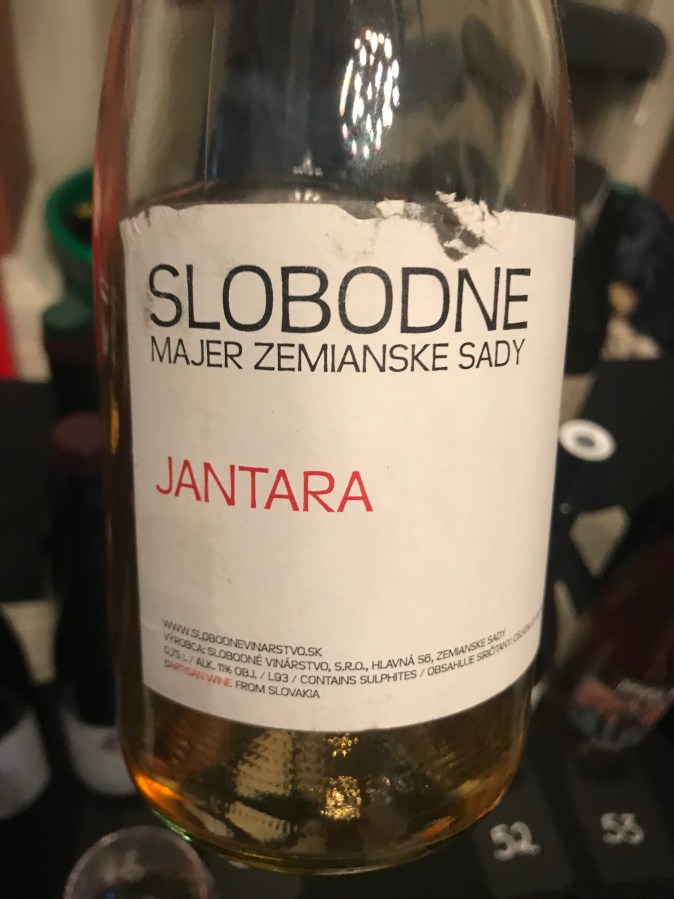 SLOBODNE
MAJER ZEMIANSKE SADY
JANTARA
WWW.SLOBODNEVINARSTVO.SK
VÝROBCA: SLOBODNÉ VINÁRSTVO, S.R.O., HLAVNÁ 56, ZEMIANSKE SADY
0,75 L / ALK. 11% OBJ. / L93 / CONTAINS SULPHITES / OBSAHUJE SIRIČITANY
PARTISAN WINE FROM SLOVAKIA
52
53